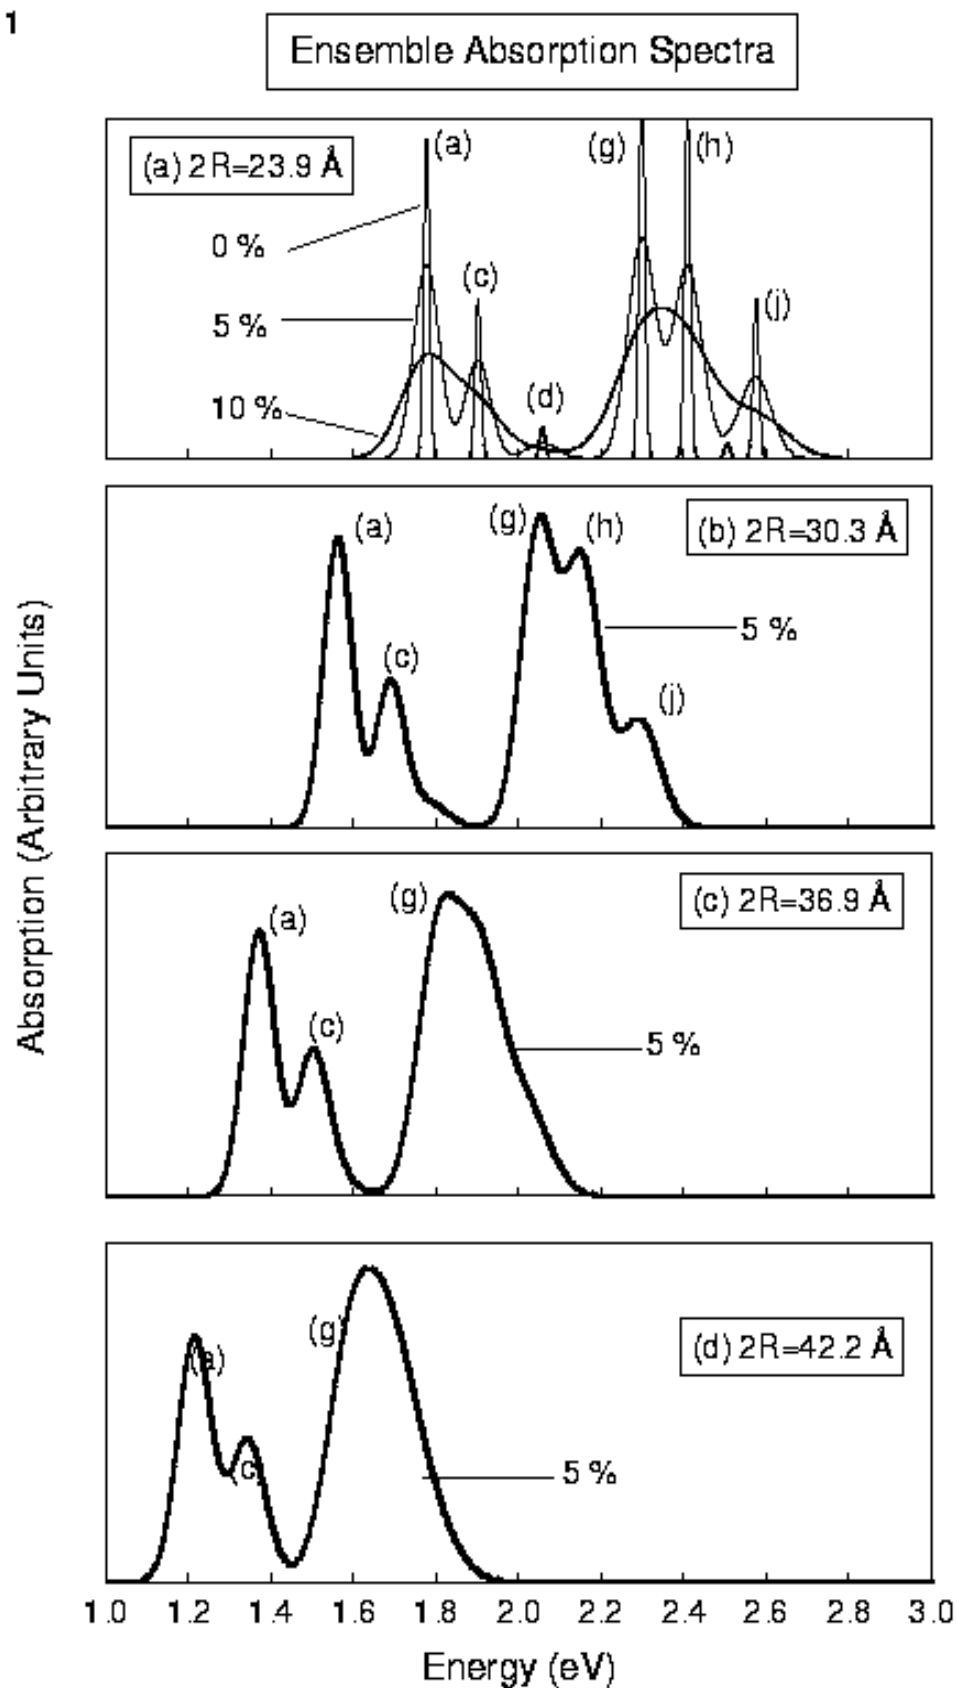 1
Ensemble Absorption Spectra
(a) 2R=23.9 Å
(a)
(g)
(h)
0 %
(c)
(j)
5 %
(d)
10 %
(b) 2R=30.3 Å
(a)
(g)
(h)
5 %
(c)
(j)
(c) 2R=36.9 Å
(g)
(a)
(c)
5 %
(d) 2R=42.2 Å
(g)
(a)
(c)
5 %
1.0 1.2 1.4 1.6 1.8 2.0 2.2 2.4 2.6 2.8 3.0
Energy (eV)
Absorption (Arbitrary Units)